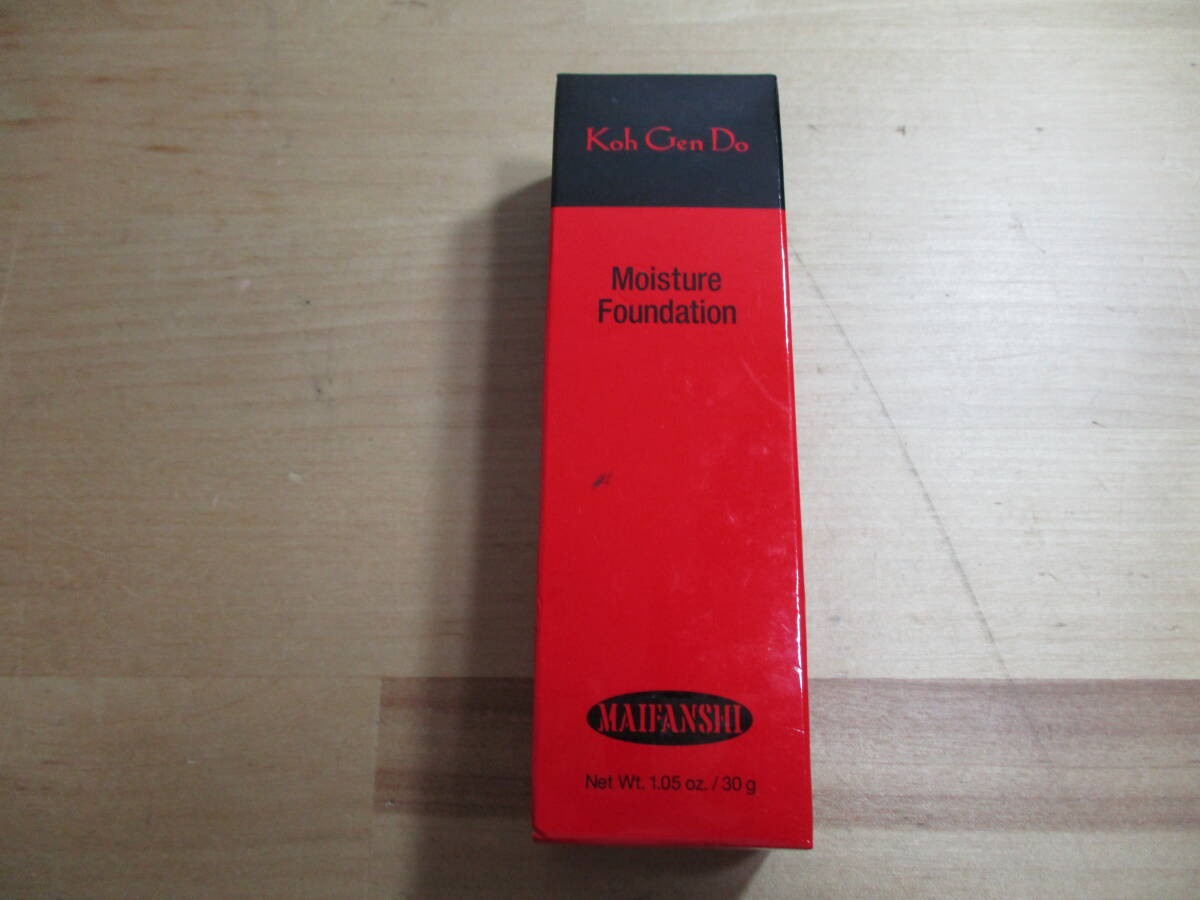 Koh Gen Do
Moisture
Foundation
MAIFANSHI
Net Wt. 1.05 oz. / 30 g